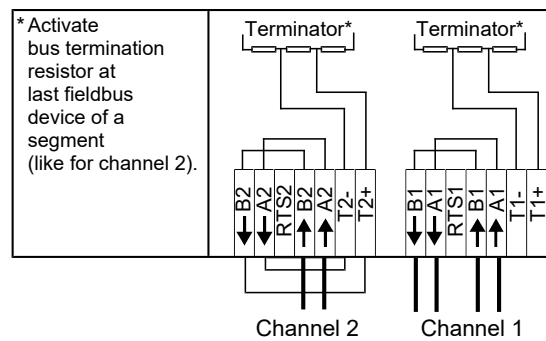 * Activate
bus termination
resistor at
last fieldbus
device of a
segment
(like for channel 2).
Terminator*
Terminator*
B2
A2
RTS2
B2
A2
T2-
T2+
B1
A1
RTS1
B1
A1
T1-
T1+
Channel 2
Channel 1